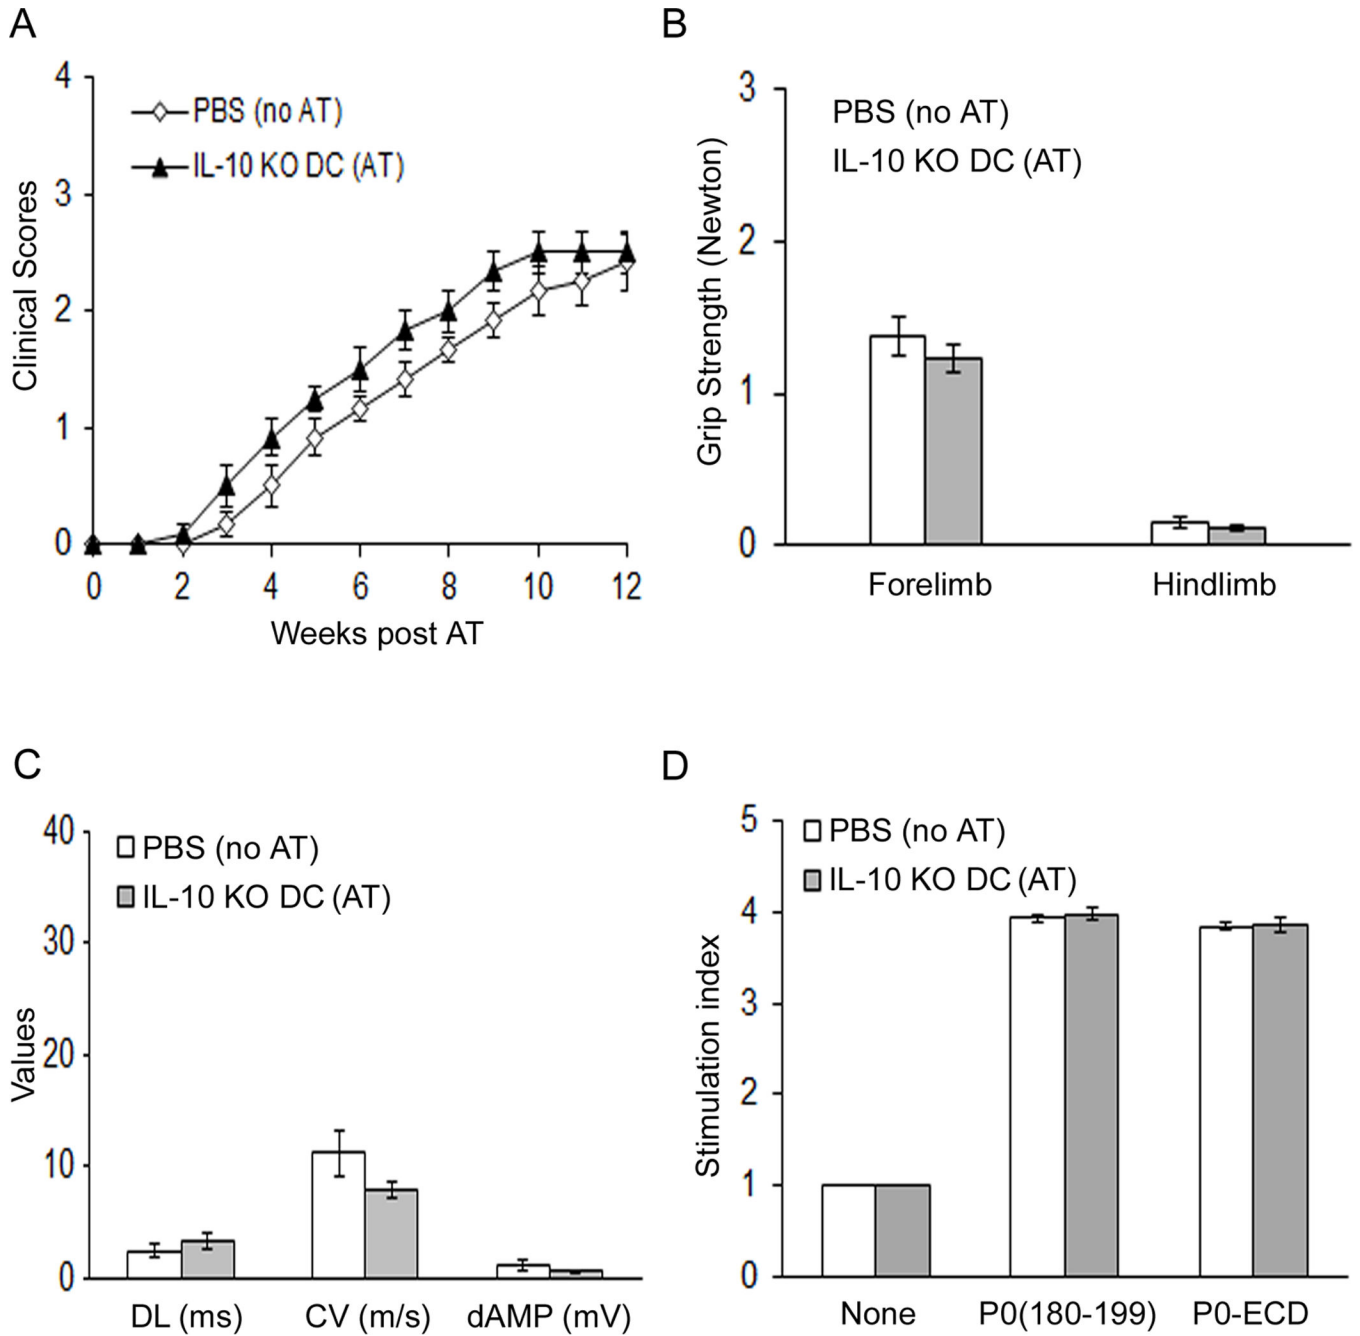 A
4
3
2
1
0
Clinical Scores
PBS (no AT)
IL-10 KO DC (AT)
0 2 4 6 8 10 12
Weeks post AT
B
3
2
1
0
Grip Strength (Newton)
PBS (no AT)
IL-10 KO DC (AT)
Forelimb Hindlimb
C
40
30
20
10
0
Values
PBS (no AT)
IL-10 KO DC (AT)
DL (ms) CV (m/s) dAMP (mV)
D
5
4
3
2
1
0
Stimulation index
PBS (no AT)
IL-10 KO DC (AT)
None P0(180-199) P0-ECD